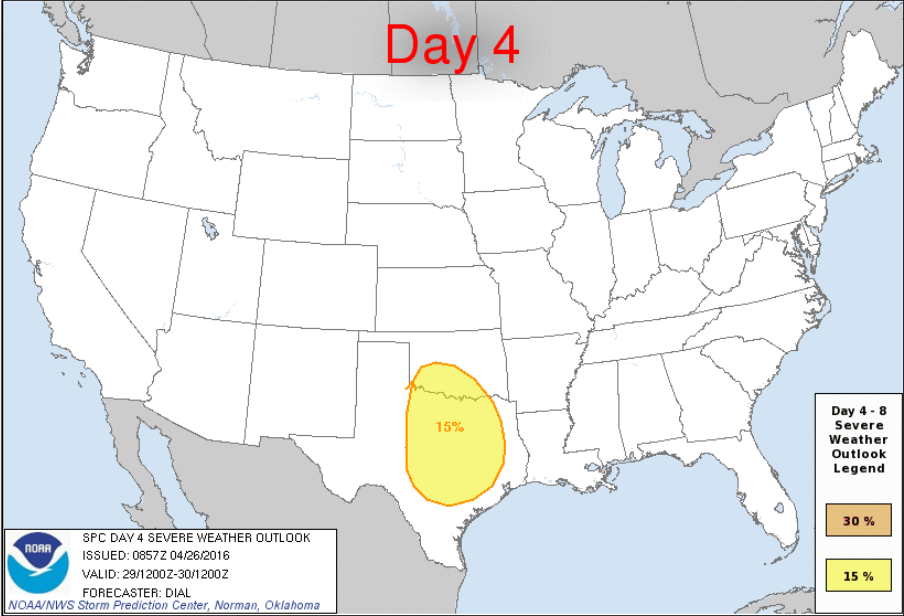 Day 4
15%
Day 4 - 8
Severe
Weather
Outlook
Legend
30 %
15 %
NOAA
SPC DAY 4 SEVERE WEATHER OUTLOOK
ISSUED: 0857Z 04/26/2016
VALID: 29/1200Z-30/1200Z
FORECASTER: DIAL
NOAA/NWS Storm Prediction Center, Norman, Oklahoma